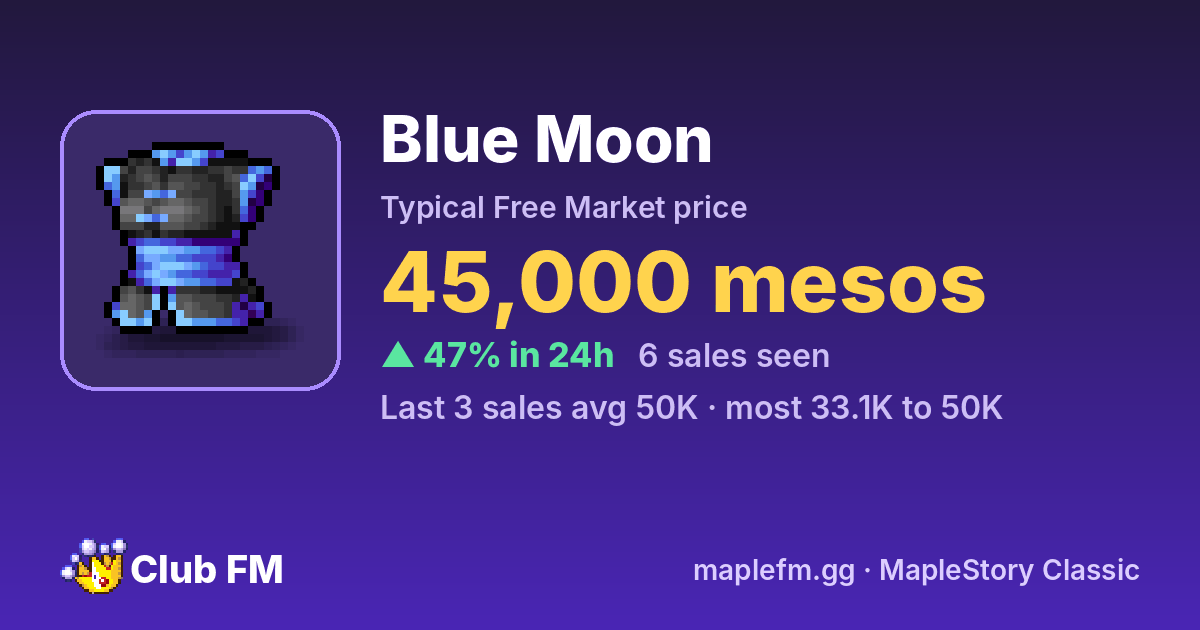 Blue Moon
Typical Free Market price
45,000 mesos
▲ 47% in 24h 6 sales seen
Last 3 sales avg 50K · most 33.1K to 50K
Club FM
maplefm.gg · MapleStory Classic